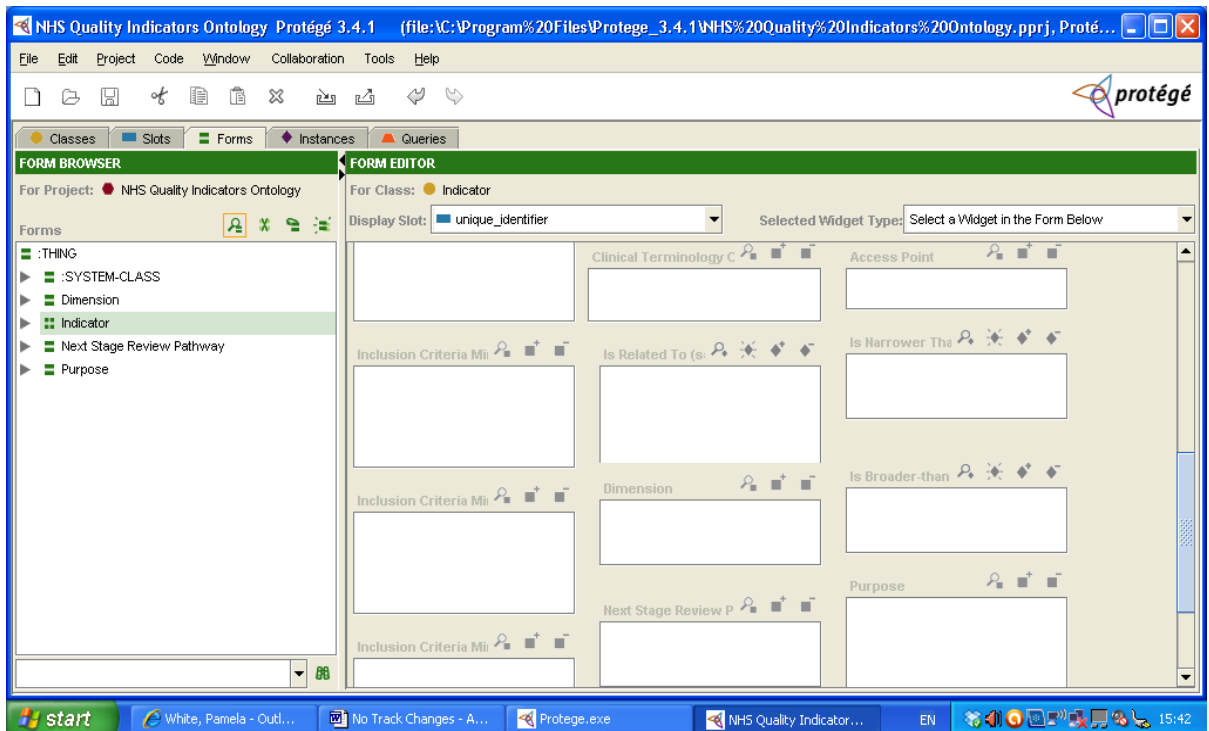 NHS Quality Indicators Ontology Protégé 3.4.1 (file:\C:\Program%20Files\Protege_3.4.1\NHS%20Quality%20Indicators%20Ontology.pprj, Proté...
File Edit Project Code Window Collaboration Tools Help
protégé
Classes Slots Forms Instances Queries
FORM BROWSER
For Project: NHS Quality Indicators Ontology
Forms
:THING
:SYSTEM-CLASS
Dimension
Indicator
Next Stage Review Pathway
Purpose
FORM EDITOR
For Class: Indicator
Display Slot: unique_identifier Selected Widget Type: Select a Widget in the Form Below
Clinical Terminology C Access Point
Inclusion Criteria Mi Is Related To (s Is Narrower Tha
Inclusion Criteria Mi Dimension Is Broader-than
Inclusion Criteria Mi Next Stage Review P Purpose
start White, Pamela - Outl... No Track Changes - A... Protege.exe NHS Quality Indicator... EN 15:42